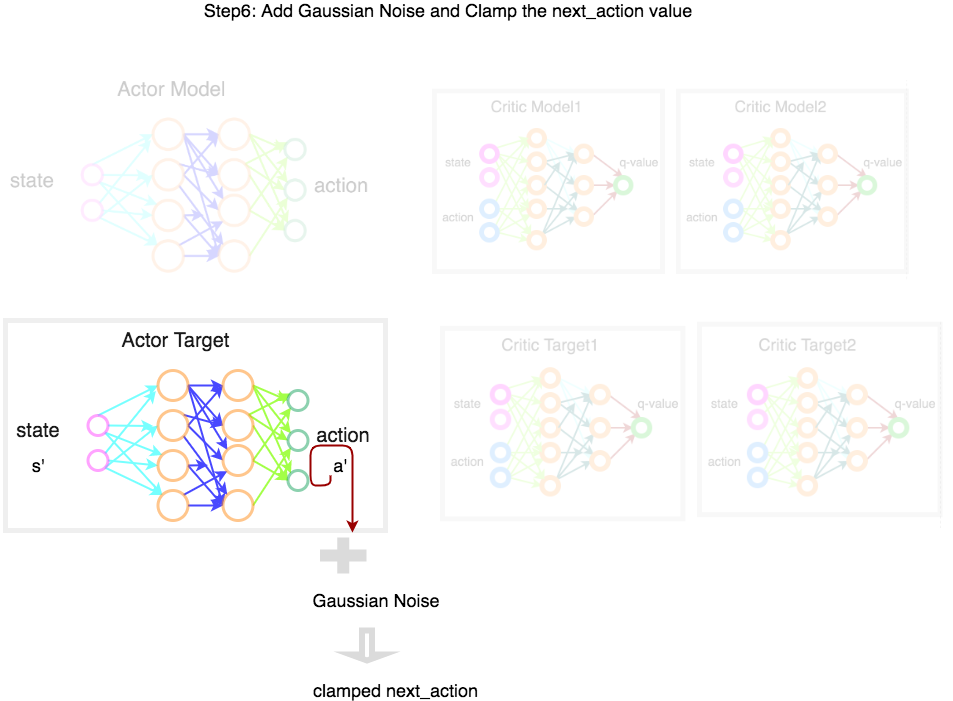 Step6: Add Gaussian Noise and Clamp the next_action value
Actor Model
state
action
Critic Model1
state
action
q-value
Critic Model2
state
action
q-value
Actor Target
state
s'
action
a'
Critic Target1
state
action
q-value
Critic Target2
state
action
q-value
Gaussian Noise
clamped next_action